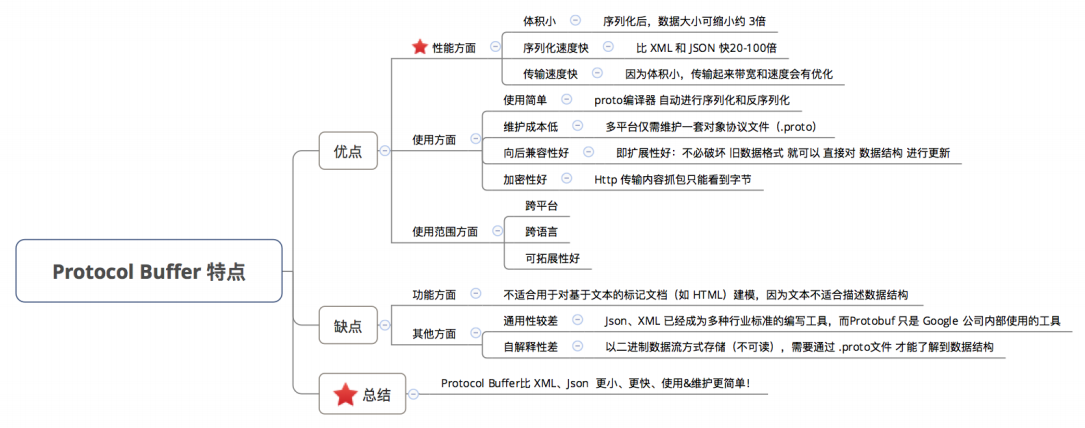 Protocol Buffer 特点
优点
★ 性能方面
体积小
序列化后，数据大小可缩小约 3倍
序列化速度快
比 XML 和 JSON 快20-100倍
传输速度快
因为体积小，传输起来带宽和速度会有优化
使用方面
使用简单
proto编译器 自动进行序列化和反序列化
维护成本低
多平台仅需维护一套对象协议文件（.proto）
向后兼容性好
即扩展性好：不必破坏 旧数据格式 就可以 直接对 数据结构 进行更新
加密性好
Http 传输内容抓包只能看到字节
使用范围方面
跨平台
跨语言
可拓展性好
缺点
功能方面
不适合用于对基于文本的标记文档（如 HTML）建模，因为文本不适合描述数据结构
其他方面
通用性较差
Json、XML 已经成为多种行业标准的编写工具，而Protobuf 只是 Google 公司内部使用的工具
自解释性差
以二进制数据流方式存储（不可读），需要通过 .proto文件 才能了解到数据结构
★ 总结
Protocol Buffer比 XML、Json 更小、更快、使用&维护更简单！